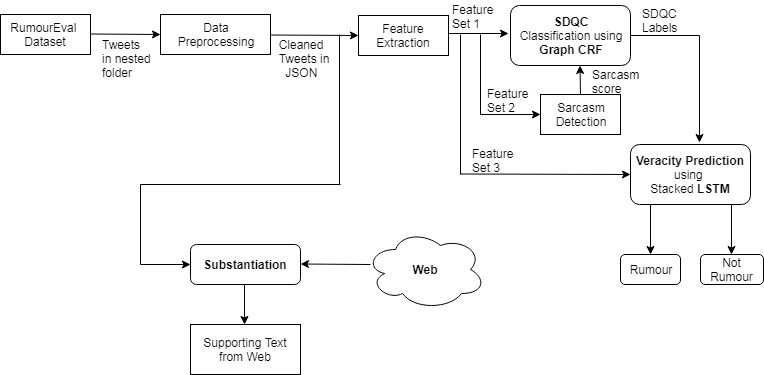 RumourEval
Dataset
Tweets
in nested
folder
Data
Preprocessing
Cleaned
Tweets in
JSON
Feature
Extraction
Feature
Set 1
SDQC
Classification using
Graph CRF
SDQC
Labels
Feature
Set 2
Sarcasm
score
Sarcasm
Detection
Feature
Set 3
Veracity Prediction
using
Stacked LSTM
Rumour
Not
Rumour
Substantiation
Web
Supporting Text
from Web